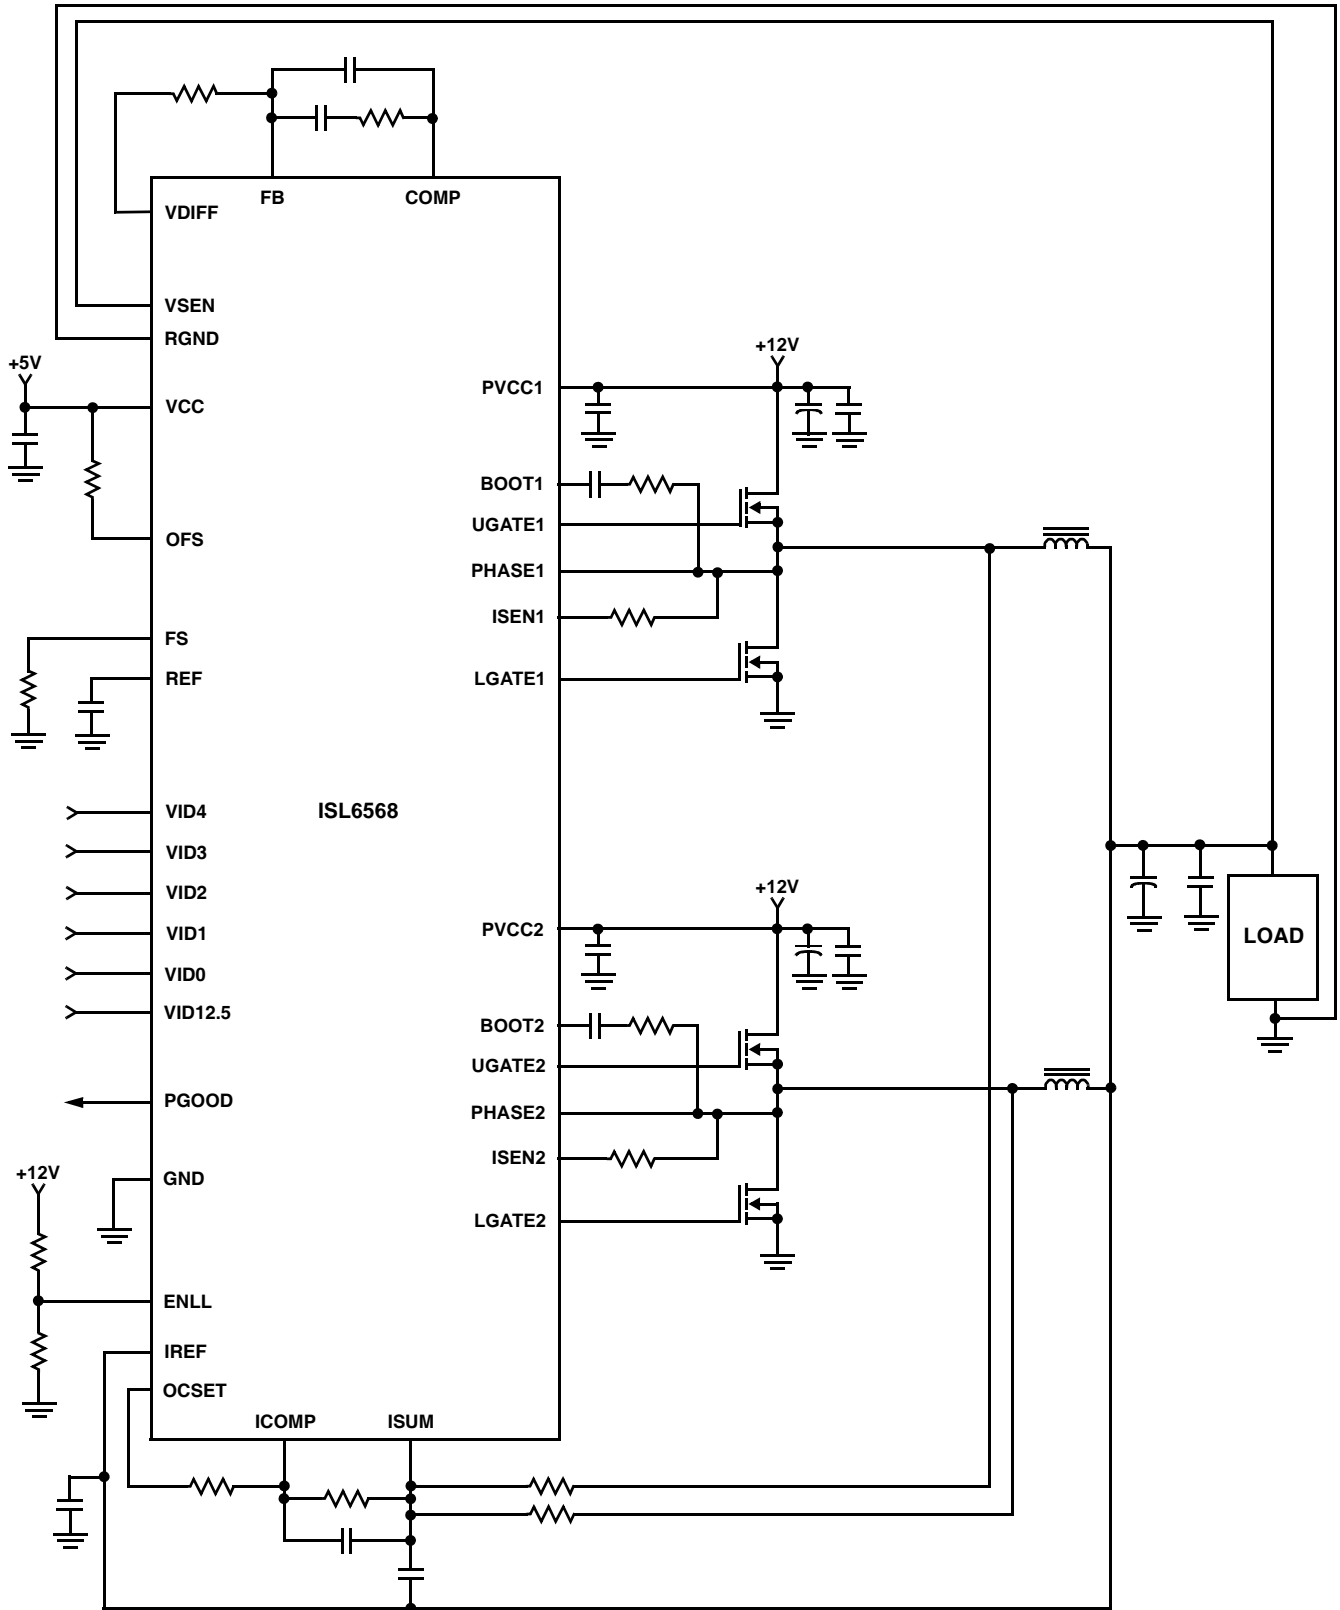 FB
COMP
VDIFF
VSEN
RGND
+5V
VCC
OFS
FS
REF
VID4
VID3
VID2
VID1
VID0
VID12.5
PGOOD
+12V
GND
ENLL
IREF
OCSET
ICOMP
ISUM
ISL6568
+12V
PVCC1
BOOT1
UGATE1
PHASE1
ISEN1
LGATE1
+12V
PVCC2
BOOT2
UGATE2
PHASE2
ISEN2
LGATE2
LOAD